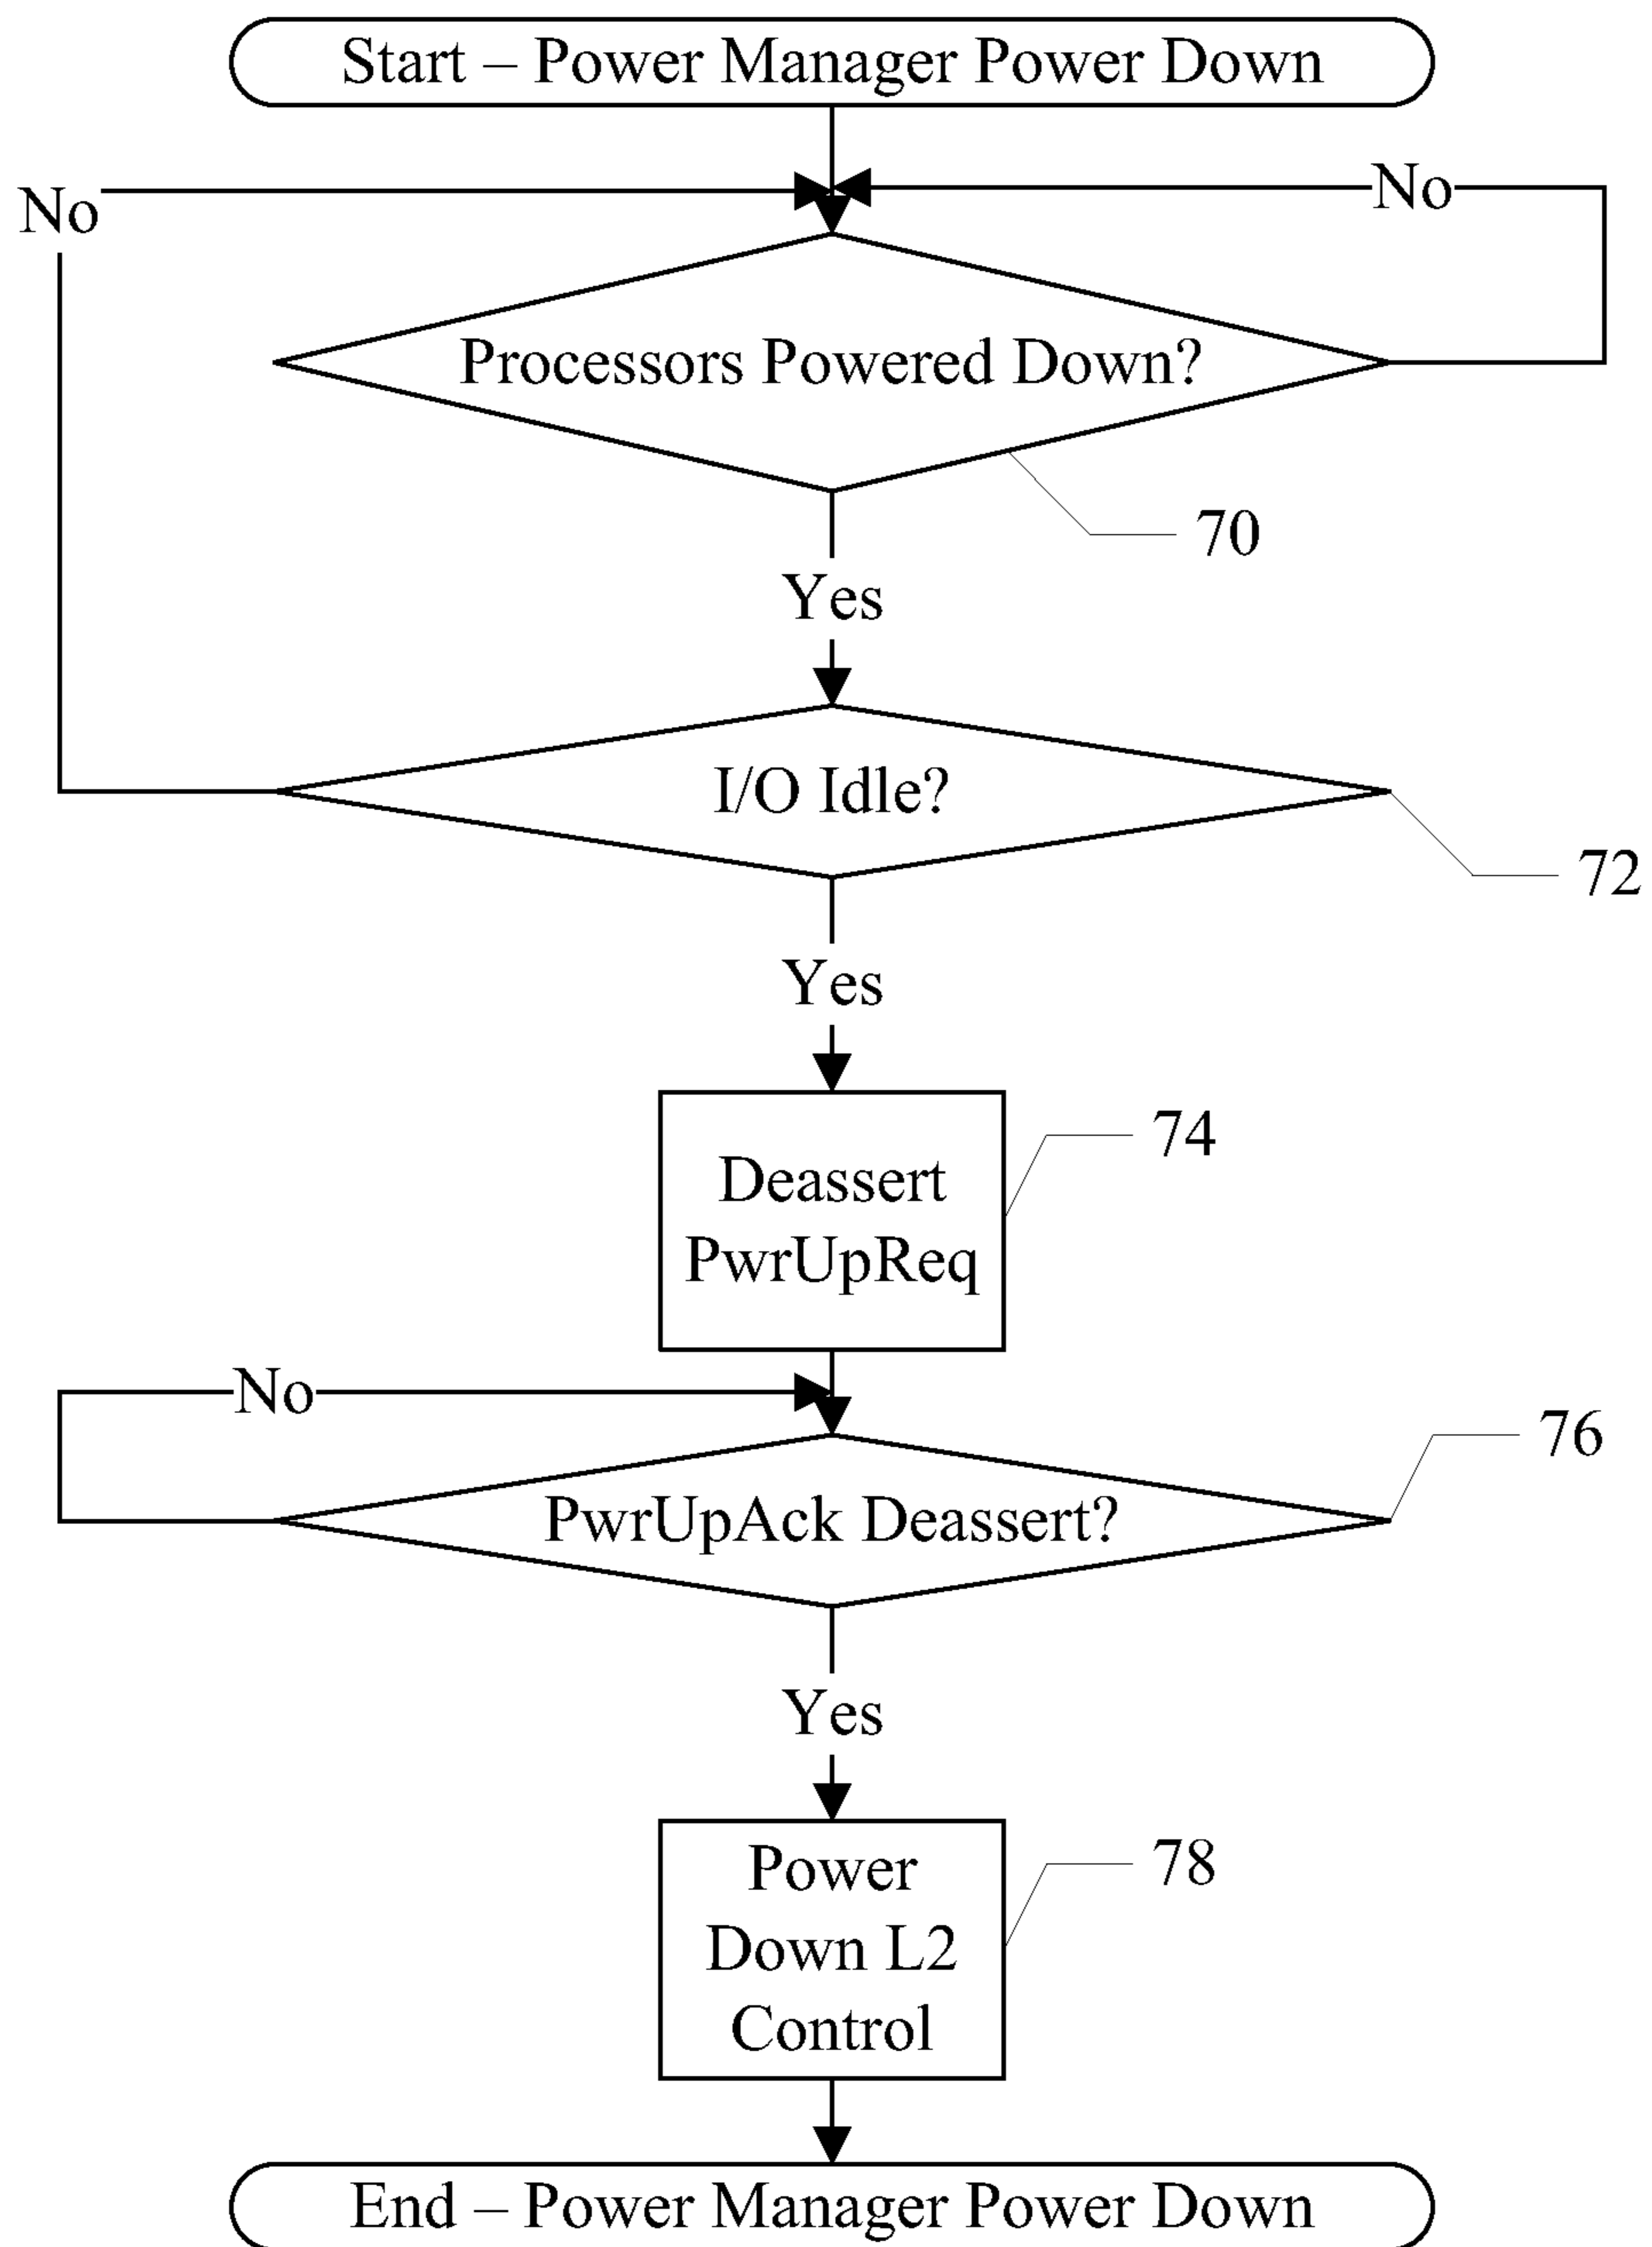 Start – Power Manager Power Down
No
No
Processors Powered Down?
70
Yes
I/O Idle?
72
Yes
74
Deassert
PwrUpReq
No
76
PwrUpAck Deassert?
Yes
78
Power
Down L2
Control
End – Power Manager Power Down